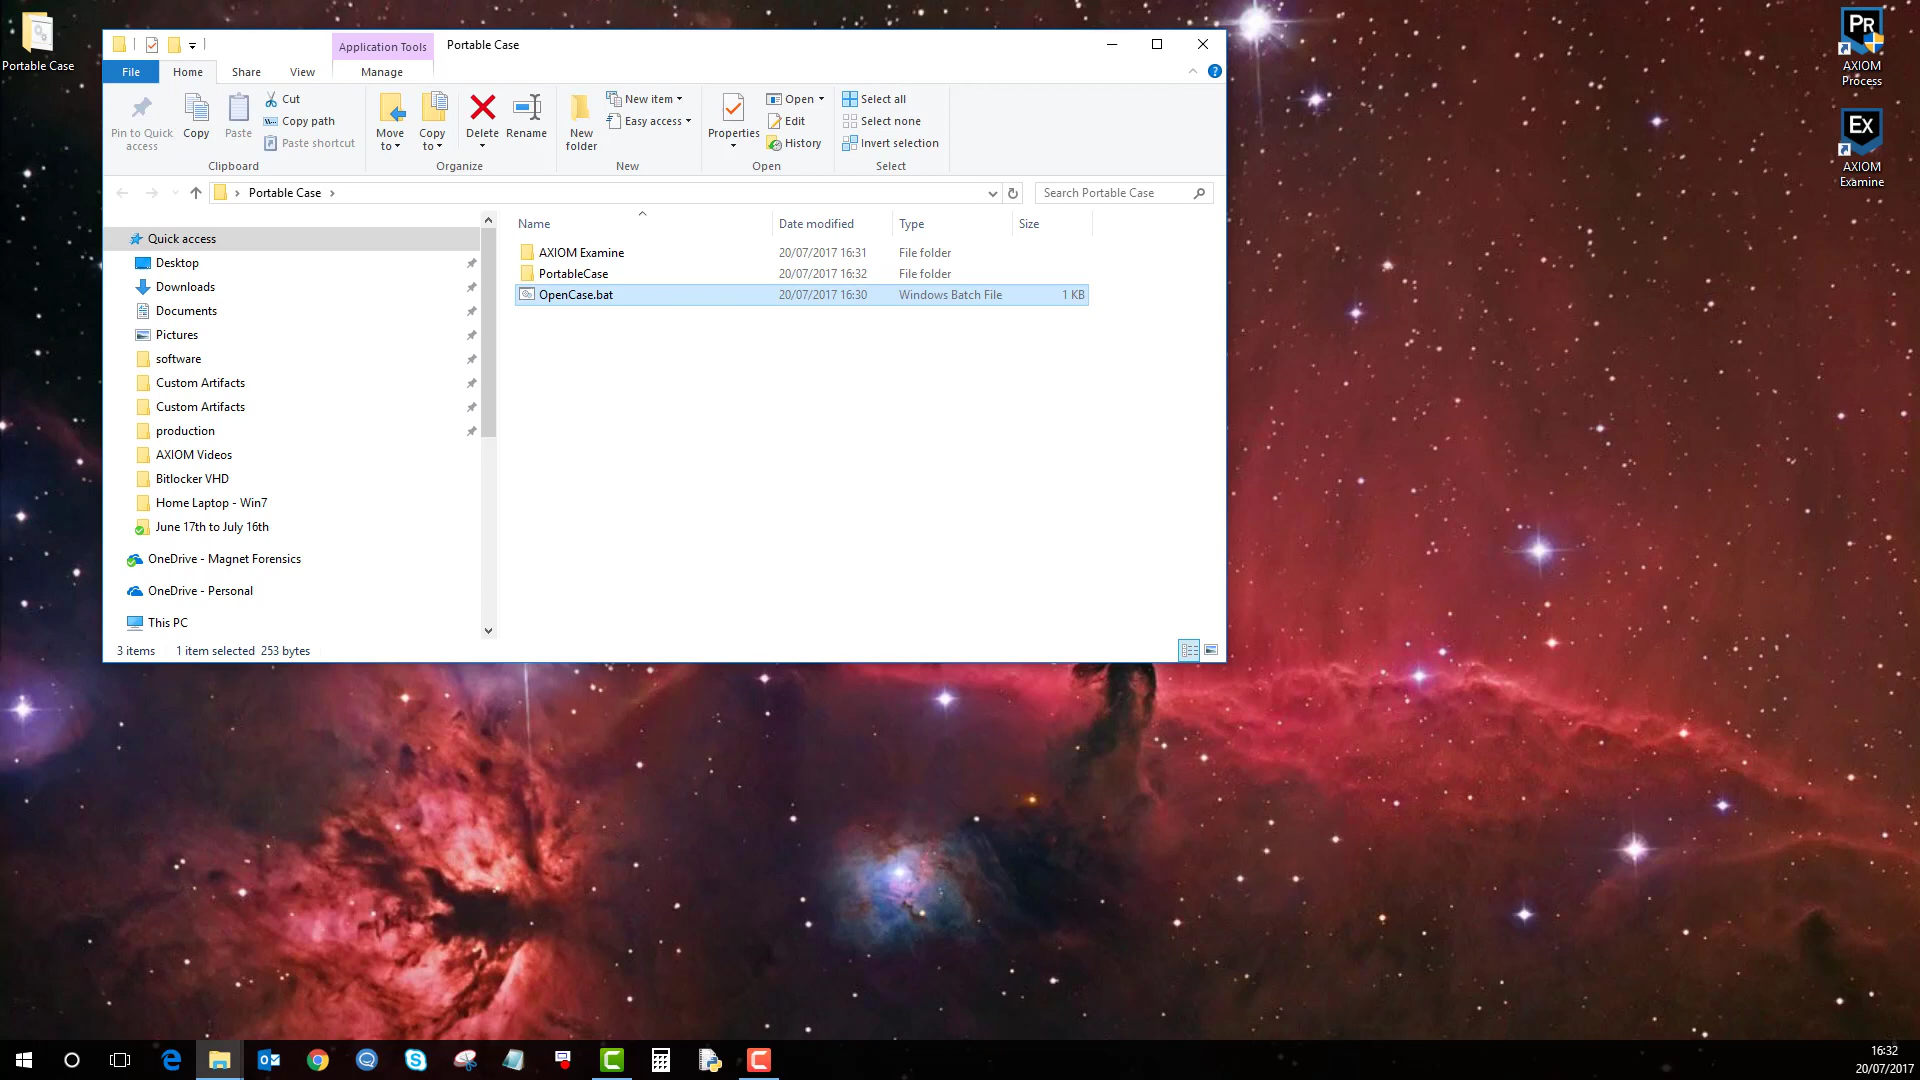 Portable Case
Application Tools
Portable Case
File
Home
Share
View
Manage
Pin to Quick
access
Copy
Paste
Cut
Copy path
Paste shortcut
Clipboard
Move
to
Copy
to
Delete
Rename
Organize
New
folder
New item
Easy access
New
Properties
Open
Edit
History
Open
Select all
Select none
Invert selection
Select
Portable Case
Search Portable Case
Quick access
Desktop
Downloads
Documents
Pictures
software
Custom Artifacts
Custom Artifacts
production
AXIOM Videos
Bitlocker VHD
Home Laptop - Win7
June 17th to July 16th
OneDrive - Magnet Forensics
OneDrive - Personal
This PC
Name Date modified Type Size
AXIOM Examine 20/07/2017 16:31 File folder
PortableCase 20/07/2017 16:32 File folder
OpenCase.bat 20/07/2017 16:30 Windows Batch File 1 KB
3 items 1 item selected 253 bytes
Pr
AXIOM
Process
Ex
AXIOM
Examine
16:32
20/07/2017